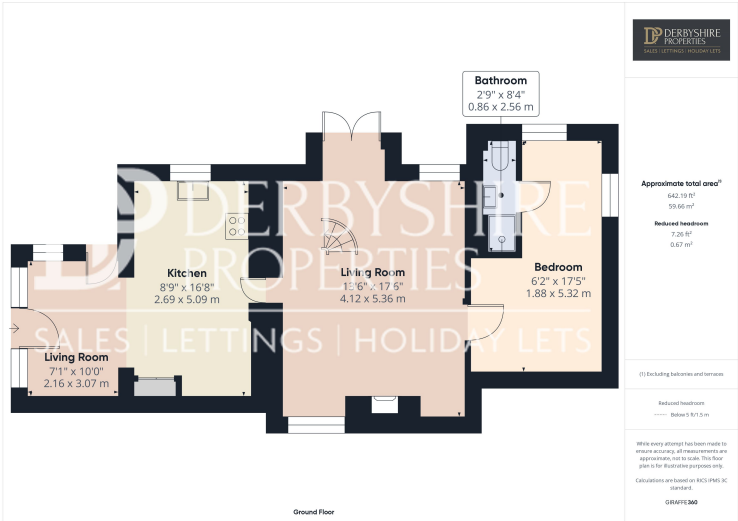 DERBYSHIRE
PROPERTIES
SALES | LETTINGS | HOLIDAY LETS
Bathroom
2'9" x 8'4"
0.86 x 2.56 m
Kitchen
8'9" x 16'8"
2.69 x 5.09 m
Living Room
13'6" x 17'6"
4.12 x 5.36 m
Bedroom
6'2" x 17'5"
1.88 x 5.32 m
Living Room
7'1" x 10'0"
2.16 x 3.07 m
Ground Floor
DP DERBYSHIRE
PROPERTIES
SALES | LETTINGS | HOLIDAY LETS
Approximate total area⁽¹⁾
642.19 ft²
59.66 m²
Reduced headroom
7.26 ft²
0.67 m²
(1) Excluding balconies and terraces
Reduced headroom
Below 5 ft/1.5 m
While every attempt has been made to
ensure accuracy, all measurements are
approximate, not to scale. This floor
plan is for illustrative purposes only.
Calculations are based on RICS IPMS 3C
standard.
GIRAFFE360